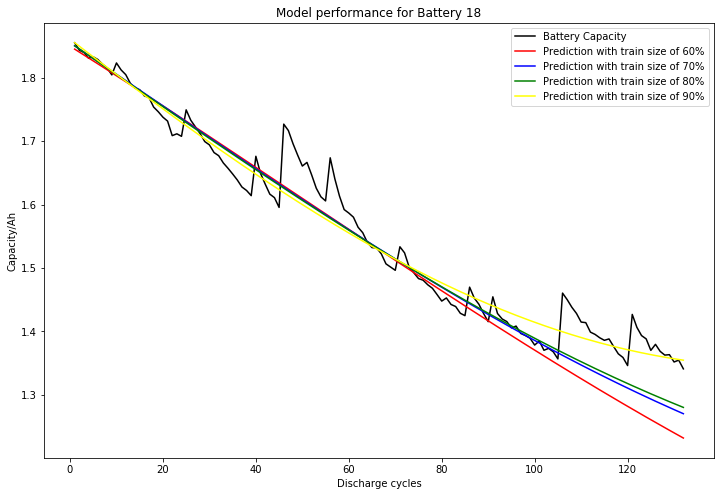 Model performance for Battery 18
Battery Capacity
Prediction with train size of 60%
Prediction with train size of 70%
Prediction with train size of 80%
Prediction with train size of 90%
Capacity/Ah
1.8
1.7
1.6
1.5
1.4
1.3
0
20
40
60
80
100
120
Discharge cycles